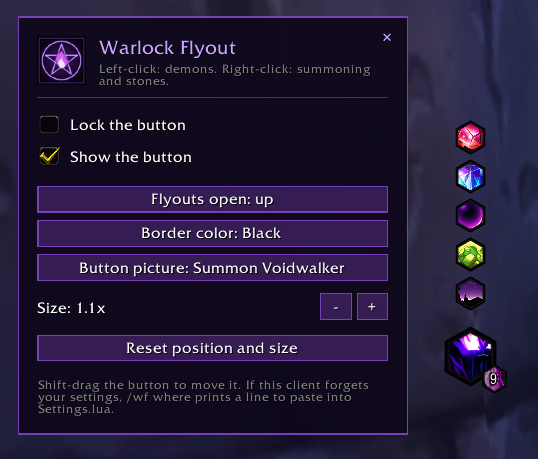 Warlock Flyout
Left-click: demons. Right-click: summoning
and stones.
Lock the button
Show the button
Flyouts open: up
Border color: Black
Button picture: Summon Voidwalker
Size: 1.1x
-
+
Reset position and size
Shift-drag the button to move it. If this client forgets
your settings, /wf where prints a line to paste into
Settings.lua.
9